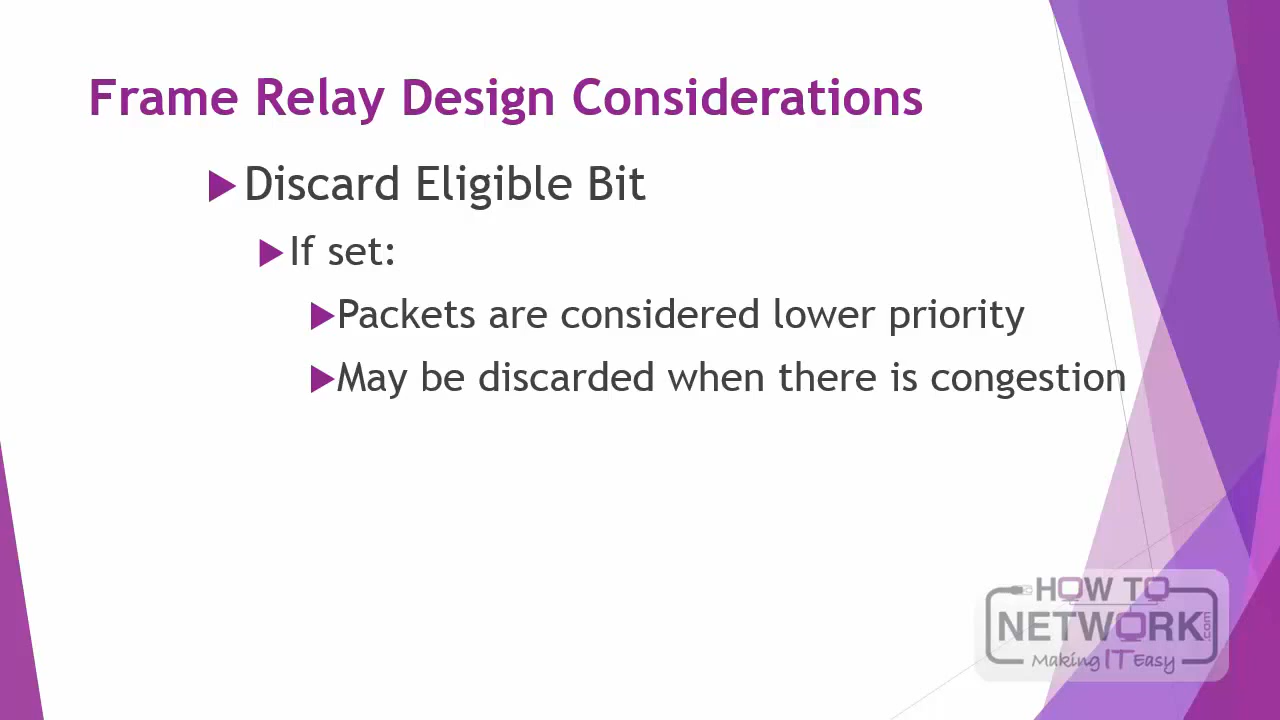 Frame Relay Design Considerations
Discard Eligible Bit
If set:
Packets are considered lower priority
May be discarded when there is congestion
HOW TO
NETWORK.com
Making IT Easy